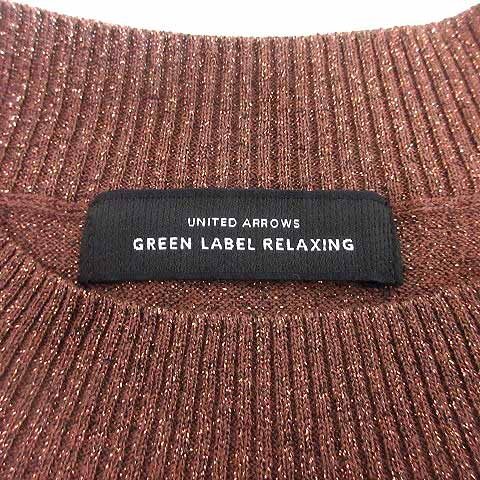 UNITED ARROWS
GREEN LABEL RELAXING